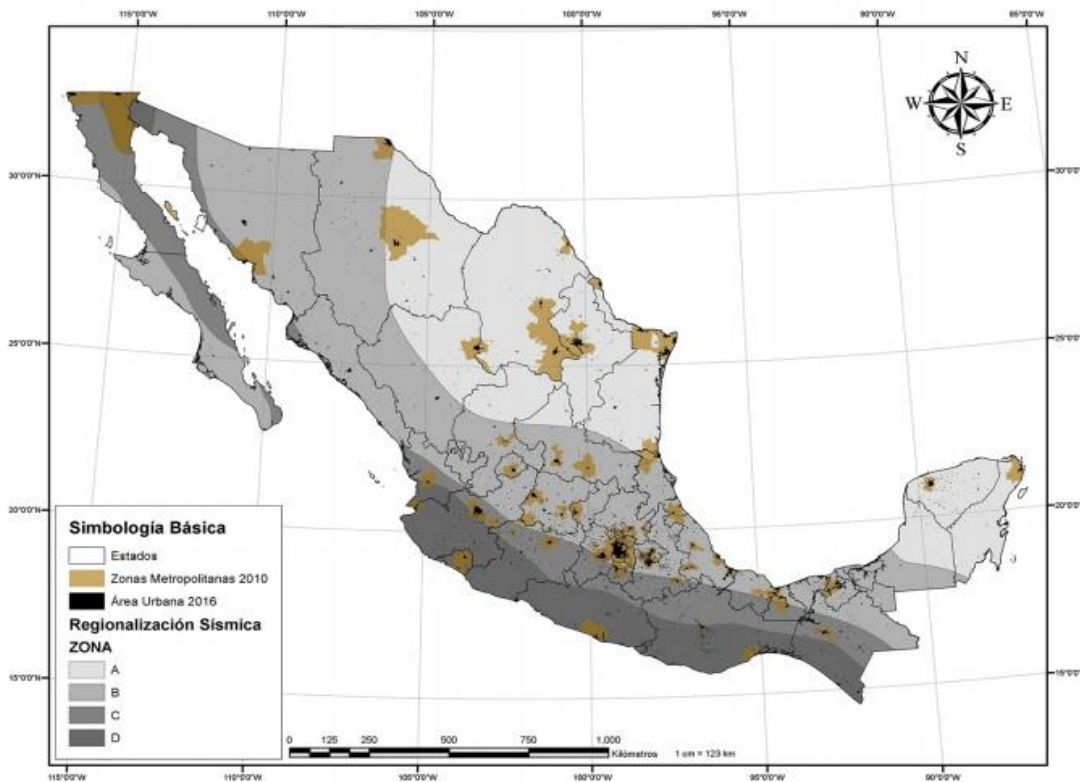 115°0'0"W 110°0'0"W 105°0'0"W 100°0'0"W 95°0'0"W 90°0'0"W 85°0'0"W
N
W E
S
30°0'0"N 30°0'0"N
25°0'0"N 25°0'0"N
20°0'0"N 20°0'0"N
15°0'0"N 15°0'0"N
Simbología Básica
Estados
Zonas Metropolitanas 2010
Área Urbana 2016
Regionalización Sísmica
ZONA
A
B
C
D
0 125 250 500 750 1,000
Kilómetros 1 cm = 123 km
115°0'0"W 110°0'0"W 105°0'0"W 100°0'0"W 95°0'0"W 90°0'0"W